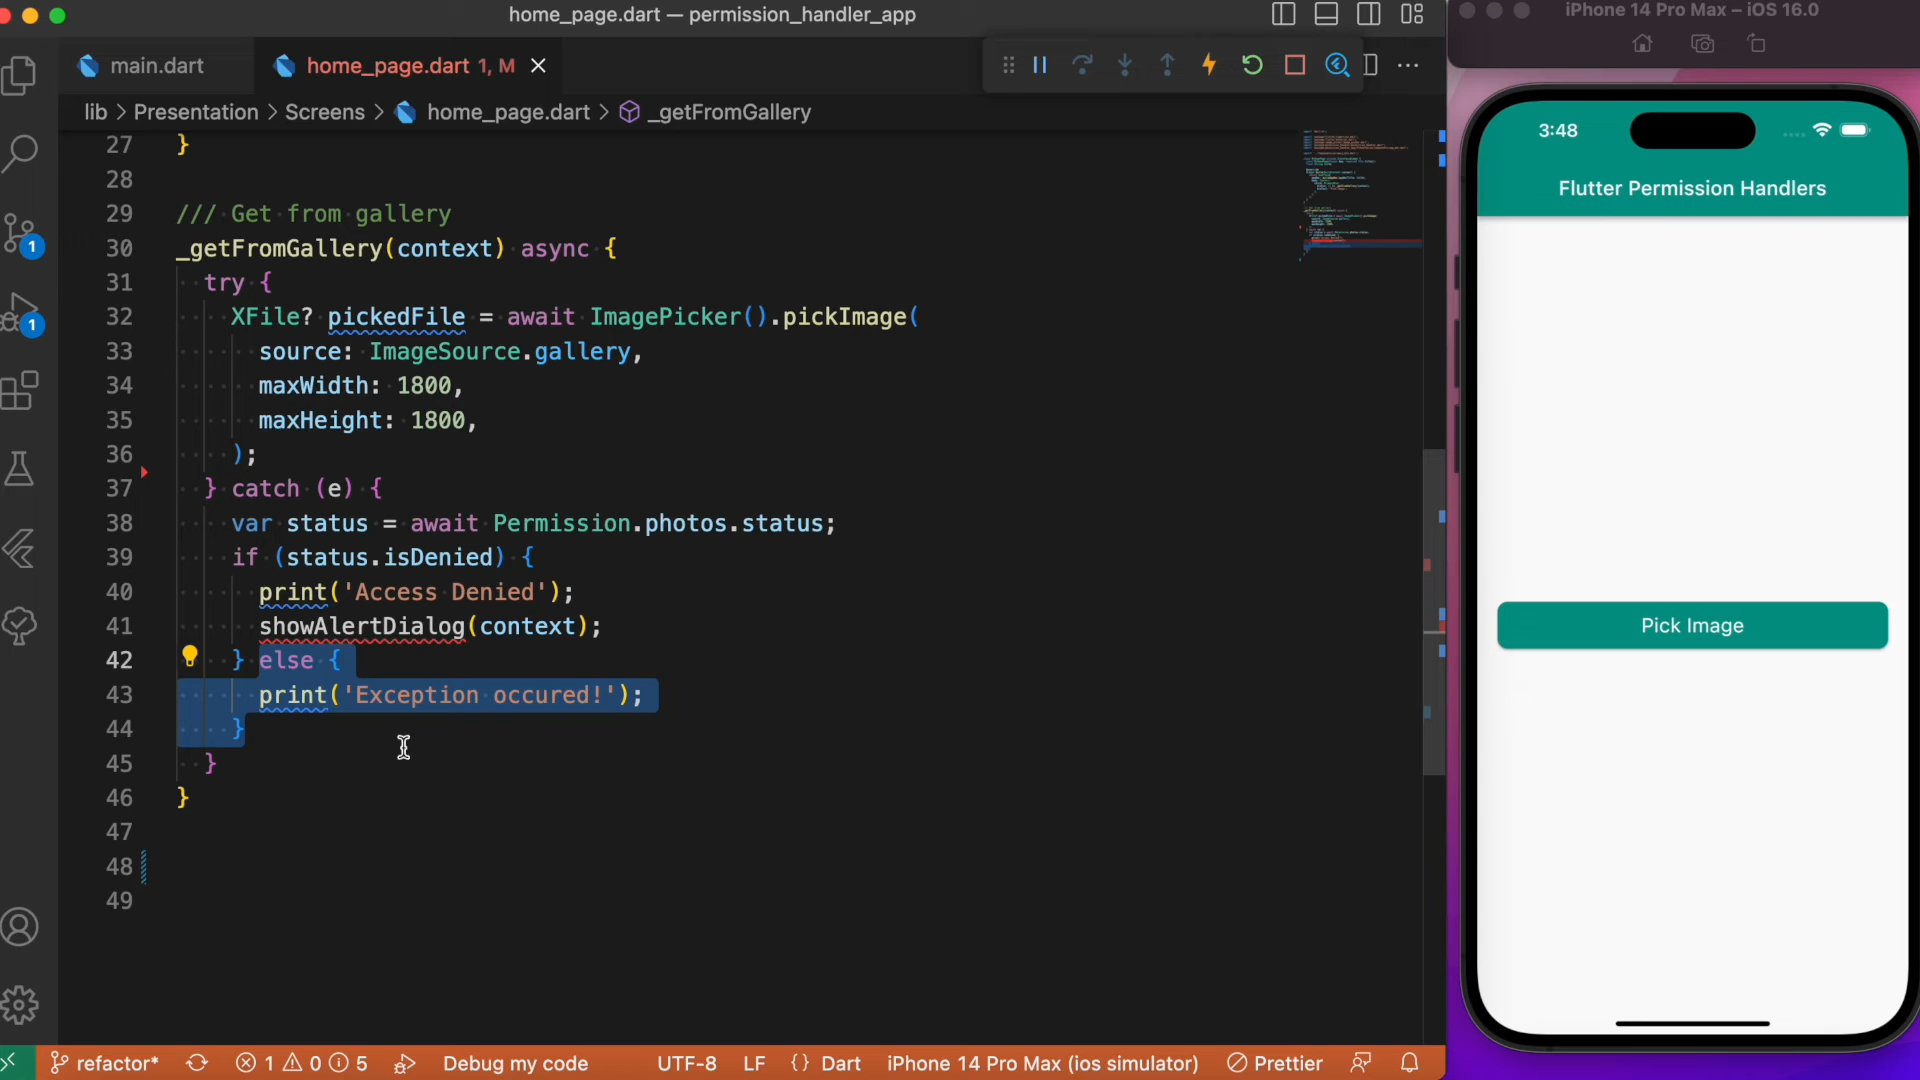 home_page.dart — permission_handler_app
iPhone 14 Pro Max – iOS 16.0
main.dart
home_page.dart 1, M
lib > Presentation > Screens > home_page.dart > _getFromGallery
27 }
28
29 /// Get from gallery
30 _getFromGallery(context) async {
31 try {
32 XFile? pickedFile = await ImagePicker().pickImage(
33 source: ImageSource.gallery,
34 maxWidth: 1800,
35 maxHeight: 1800,
36 );
37 } catch (e) {
38 var status = await Permission.photos.status;
39 if (status.isDenied) {
40 print('Access Denied');
41 showAlertDialog(context);
42 } else {
43 print('Exception occured!');
44 }
45 }
46 }
47
48
49
1
1
3:48
Flutter Permission Handlers
Pick Image
refactor* 1 0 5 Debug my code UTF-8 LF {} Dart iPhone 14 Pro Max (ios simulator) Prettier